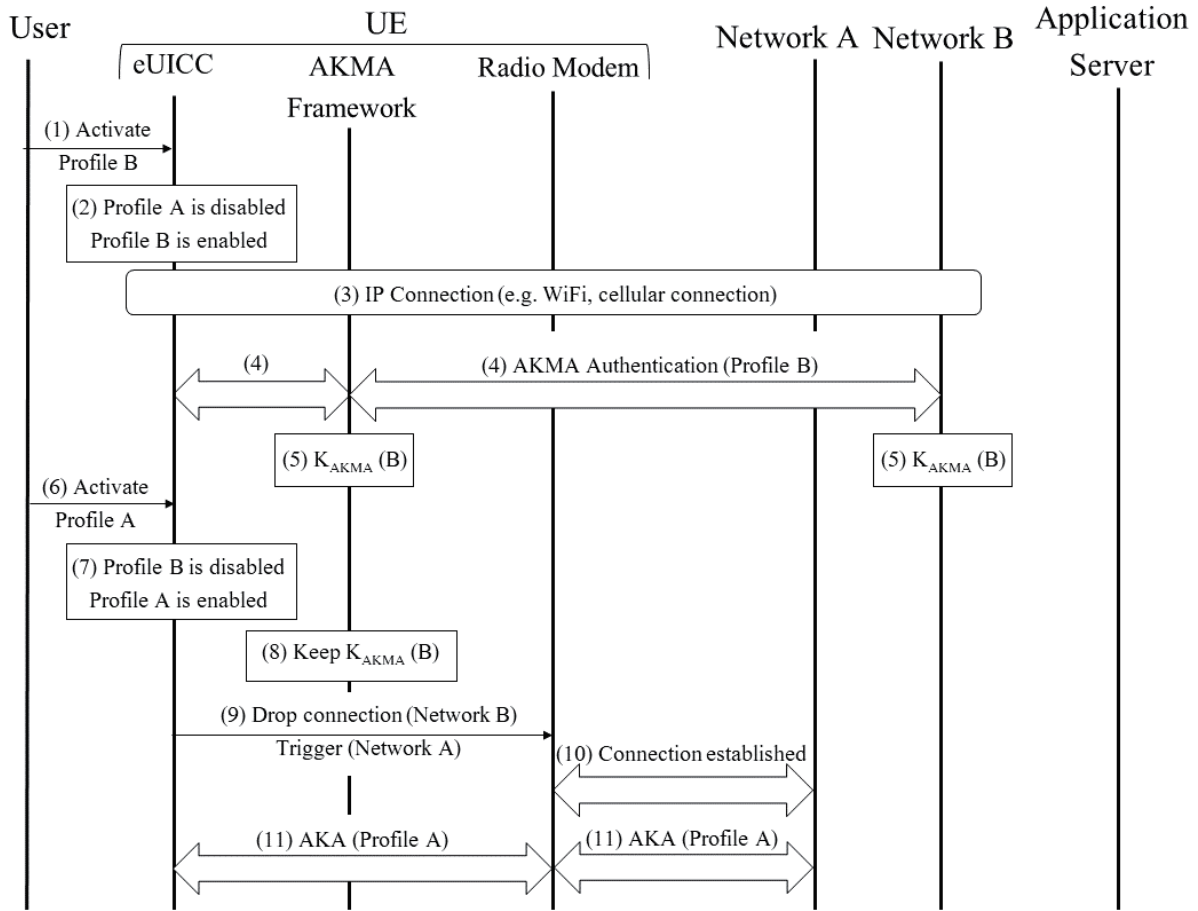 User
UE
Network A
Network B
Application
Server
eUICC
AKMA
Framework
Radio Modem
(1) Activate
Profile B
(2) Profile A is disabled
Profile B is enabled
(3) IP Connection (e.g. WiFi, cellular connection)
(4)
(4) AKMA Authentication (Profile B)
(5) KAKMA (B)
(5) KAKMA (B)
(6) Activate
Profile A
(7) Profile B is disabled
Profile A is enabled
(8) Keep KAKMA (B)
(9) Drop connection (Network B)
Trigger (Network A)
(10) Connection established
(11) AKA (Profile A)
(11) AKA (Profile A)